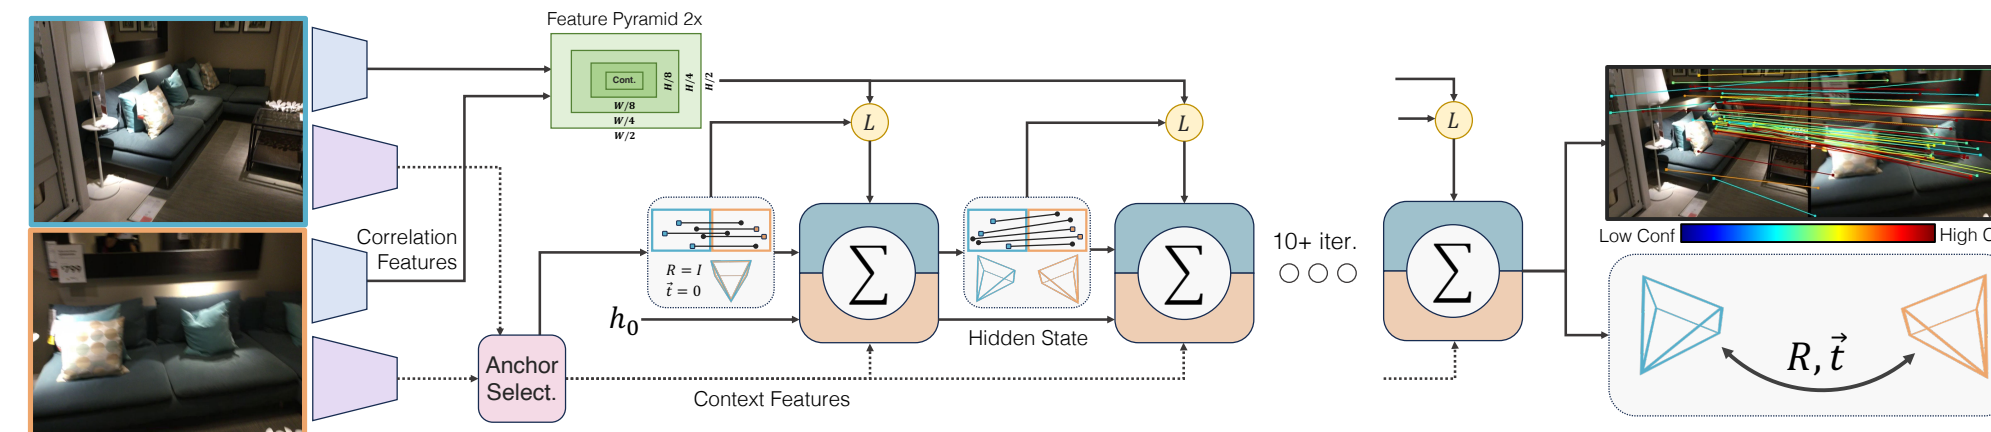 Feature Pyramid 2x
Cont.
H/8
H/4
H/2
W/8
W/4
W/2
Correlation
Features
L
L
L
R = I
t⃗ = 0
h₀
Σ
Σ
Σ
Hidden State
10+ iter.
Anchor
Select.
Context Features
Low Conf
High C
R, t⃗
799